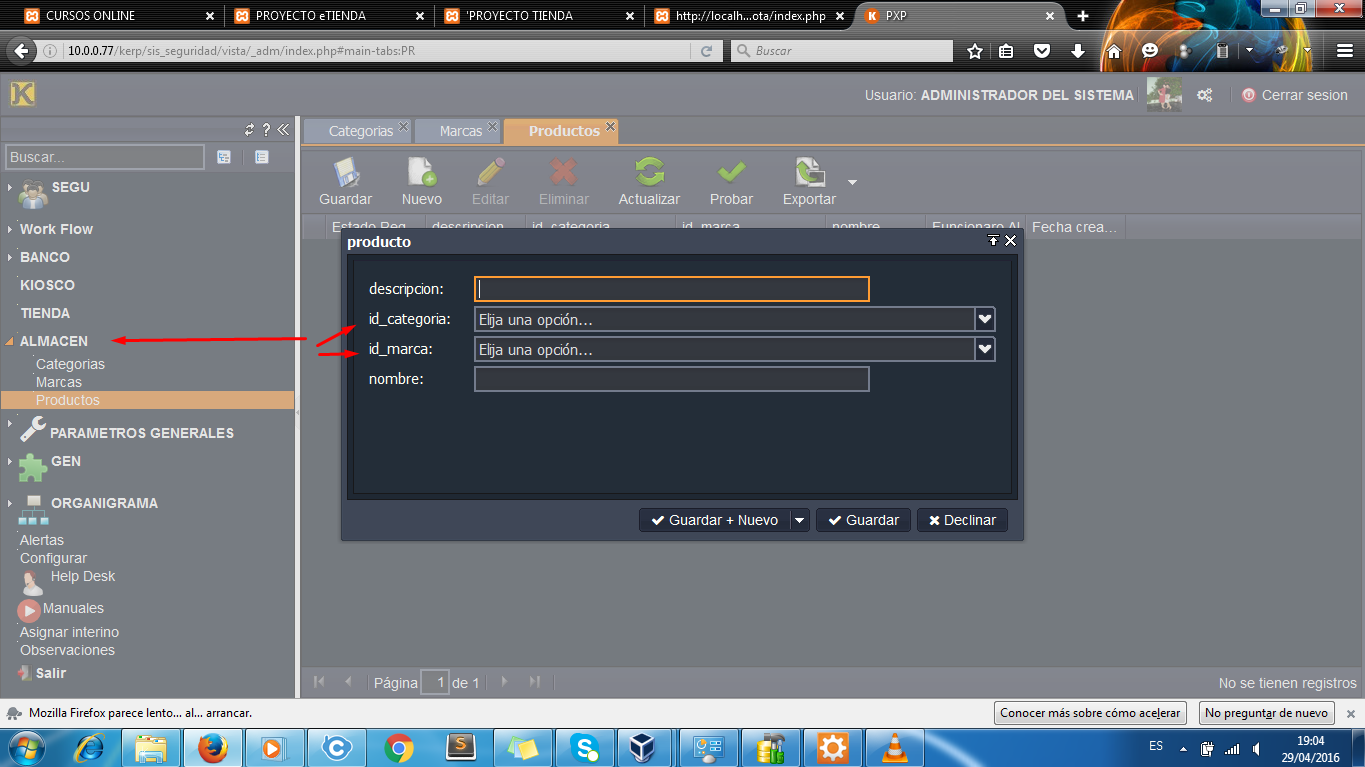 CURSOS ONLINE
PROYECTO eTIENDA
'PROYECTO TIENDA
http://localh...ota/index.php
PXP
10.0.0.77/kerp/sis_seguridad/vista/_adm/index.php#main-tabs:PR
Buscar
K
Usuario: ADMINISTRADOR DEL SISTEMA
Cerrar sesion
Buscar...
SEGU
Work Flow
BANCO
KIOSCO
TIENDA
ALMACEN
Categorias
Marcas
Productos
PARAMETROS GENERALES
GEN
ORGANIGRAMA
Alertas
Configurar
Help Desk
Manuales
Asignar interino
Observaciones
Salir
Categorias
Marcas
Productos
Guardar
Nuevo
Editar
Eliminar
Actualizar
Probar
Exportar
Estado Reg.
descripcion
id_categoria
id_marca
nombre
Funcionaro Al
Fecha crea...
producto
descripcion:
id_categoria: Elija una opción...
id_marca: Elija una opción...
nombre:
Guardar + Nuevo
Guardar
Declinar
Página 1 de 1
No se tienen registros
Mozilla Firefox parece lento... al... arrancar.
Conocer más sobre cómo acelerar
No preguntar de nuevo
ES
19:04
29/04/2016